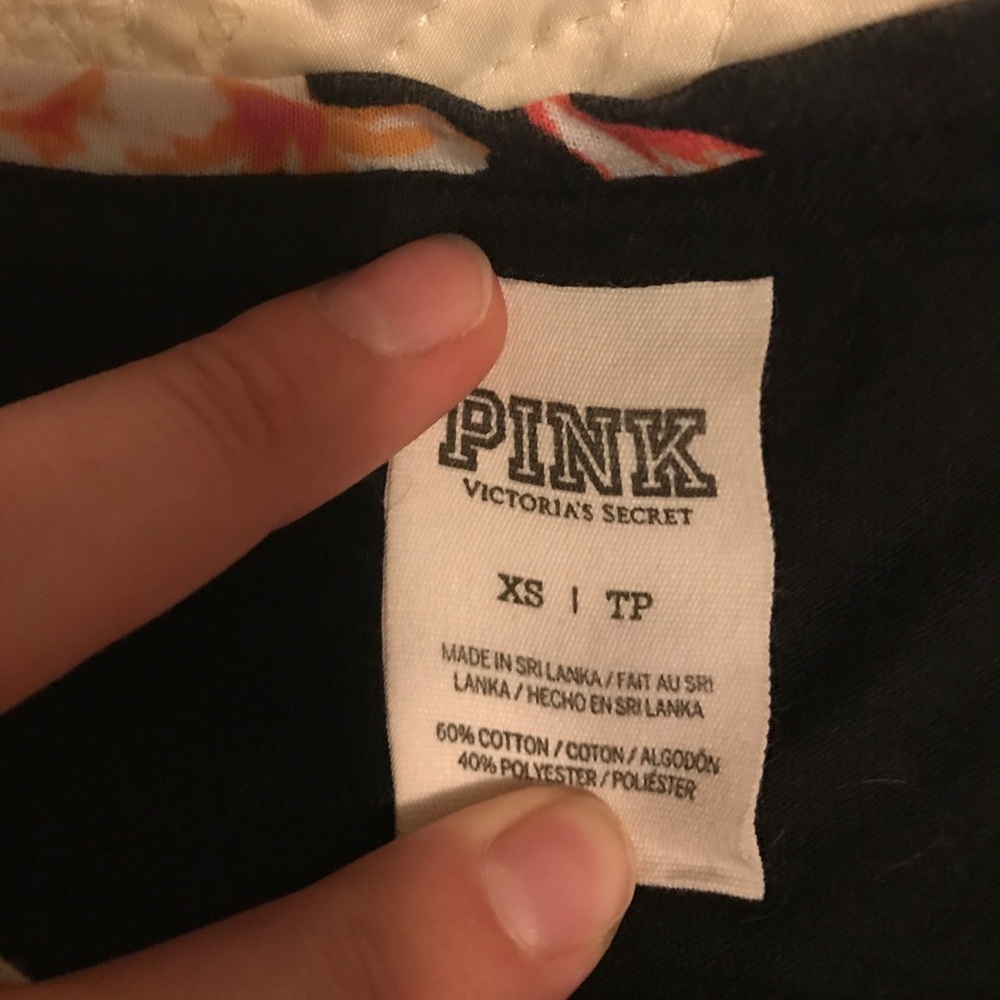 PINK
VICTORIA'S SECRET
XS | TP
MADE IN SRI LANKA / FAIT AU SRI
LANKA / HECHO EN SRI LANKA
60% COTTON / COTON / ALGODÓN
40% POLYESTER / POLIÉSTER